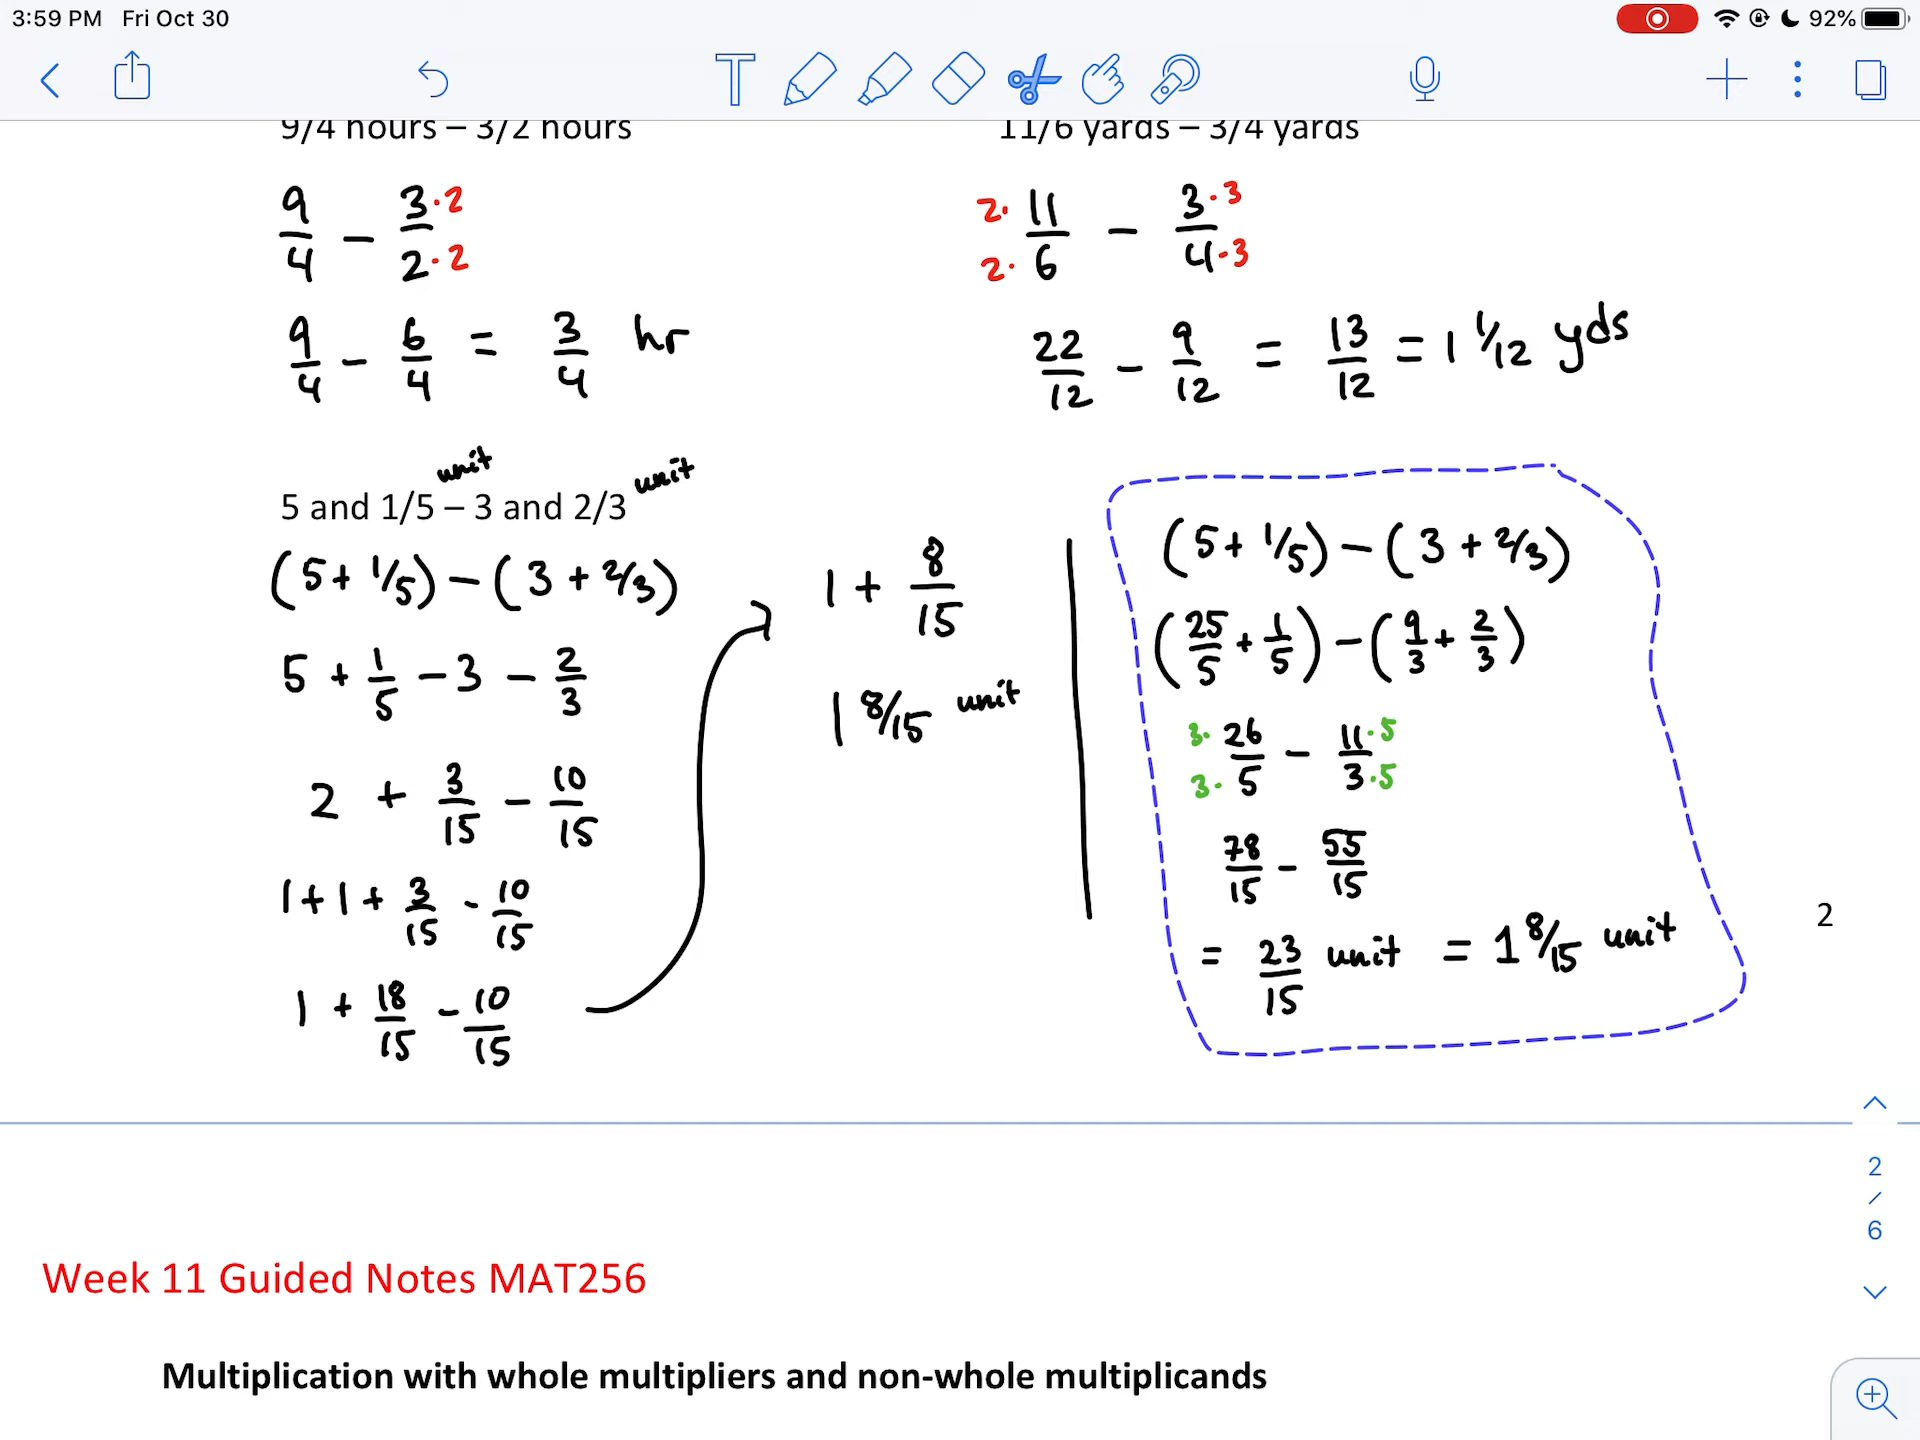 3:59 PM Fri Oct 30
92%
T
9/4 hours – 3/2 hours
9/4 − 3·2/2·2
9/4 − 6/4 = 3/4 hr
11/6 yards – 3/4 yards
2·11/2·6 − 3·3/4·3
22/12 − 9/12 = 13/12 = 1 1/12 yds
unit unit
5 and 1/5 – 3 and 2/3
(5 + 1/5) − (3 + 2/3)
5 + 1/5 − 3 − 2/3
2 + 3/15 − 10/15
1 + 1 + 3/15 − 10/15
1 + 18/15 − 10/15
1 + 8/15
1 8/15 unit
(5 + 1/5) − (3 + 2/3)
(25/5 + 1/5) − (9/3 + 2/3)
3·26/3·5 − 11·5/3·5
78/15 − 55/15
= 23/15 unit = 1 8/15 unit
2
2
/
6
Week 11 Guided Notes MAT256
Multiplication with whole multipliers and non-whole multiplicands